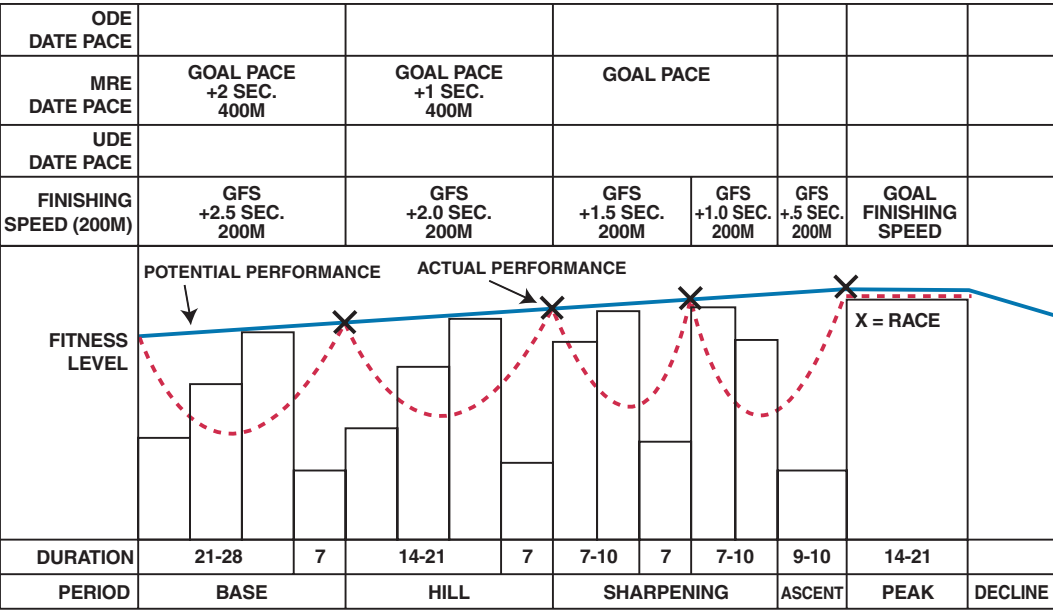 ODE
DATE PACE
MRE
DATE PACE
GOAL PACE
+2 SEC.
400M
GOAL PACE
+1 SEC.
400M
GOAL PACE
UDE
DATE PACE
FINISHING
SPEED (200M)
GFS
+2.5 SEC.
200M
GFS
+2.0 SEC.
200M
GFS
+1.5 SEC.
200M
GFS
+1.0 SEC.
200M
GFS
+.5 SEC.
200M
GOAL
FINISHING
SPEED
POTENTIAL PERFORMANCE
ACTUAL PERFORMANCE
X = RACE
FITNESS
LEVEL
DURATION 21-28 7 14-21 7 7-10 7 7-10 9-10 14-21
PERIOD BASE HILL SHARPENING ASCENT PEAK DECLINE